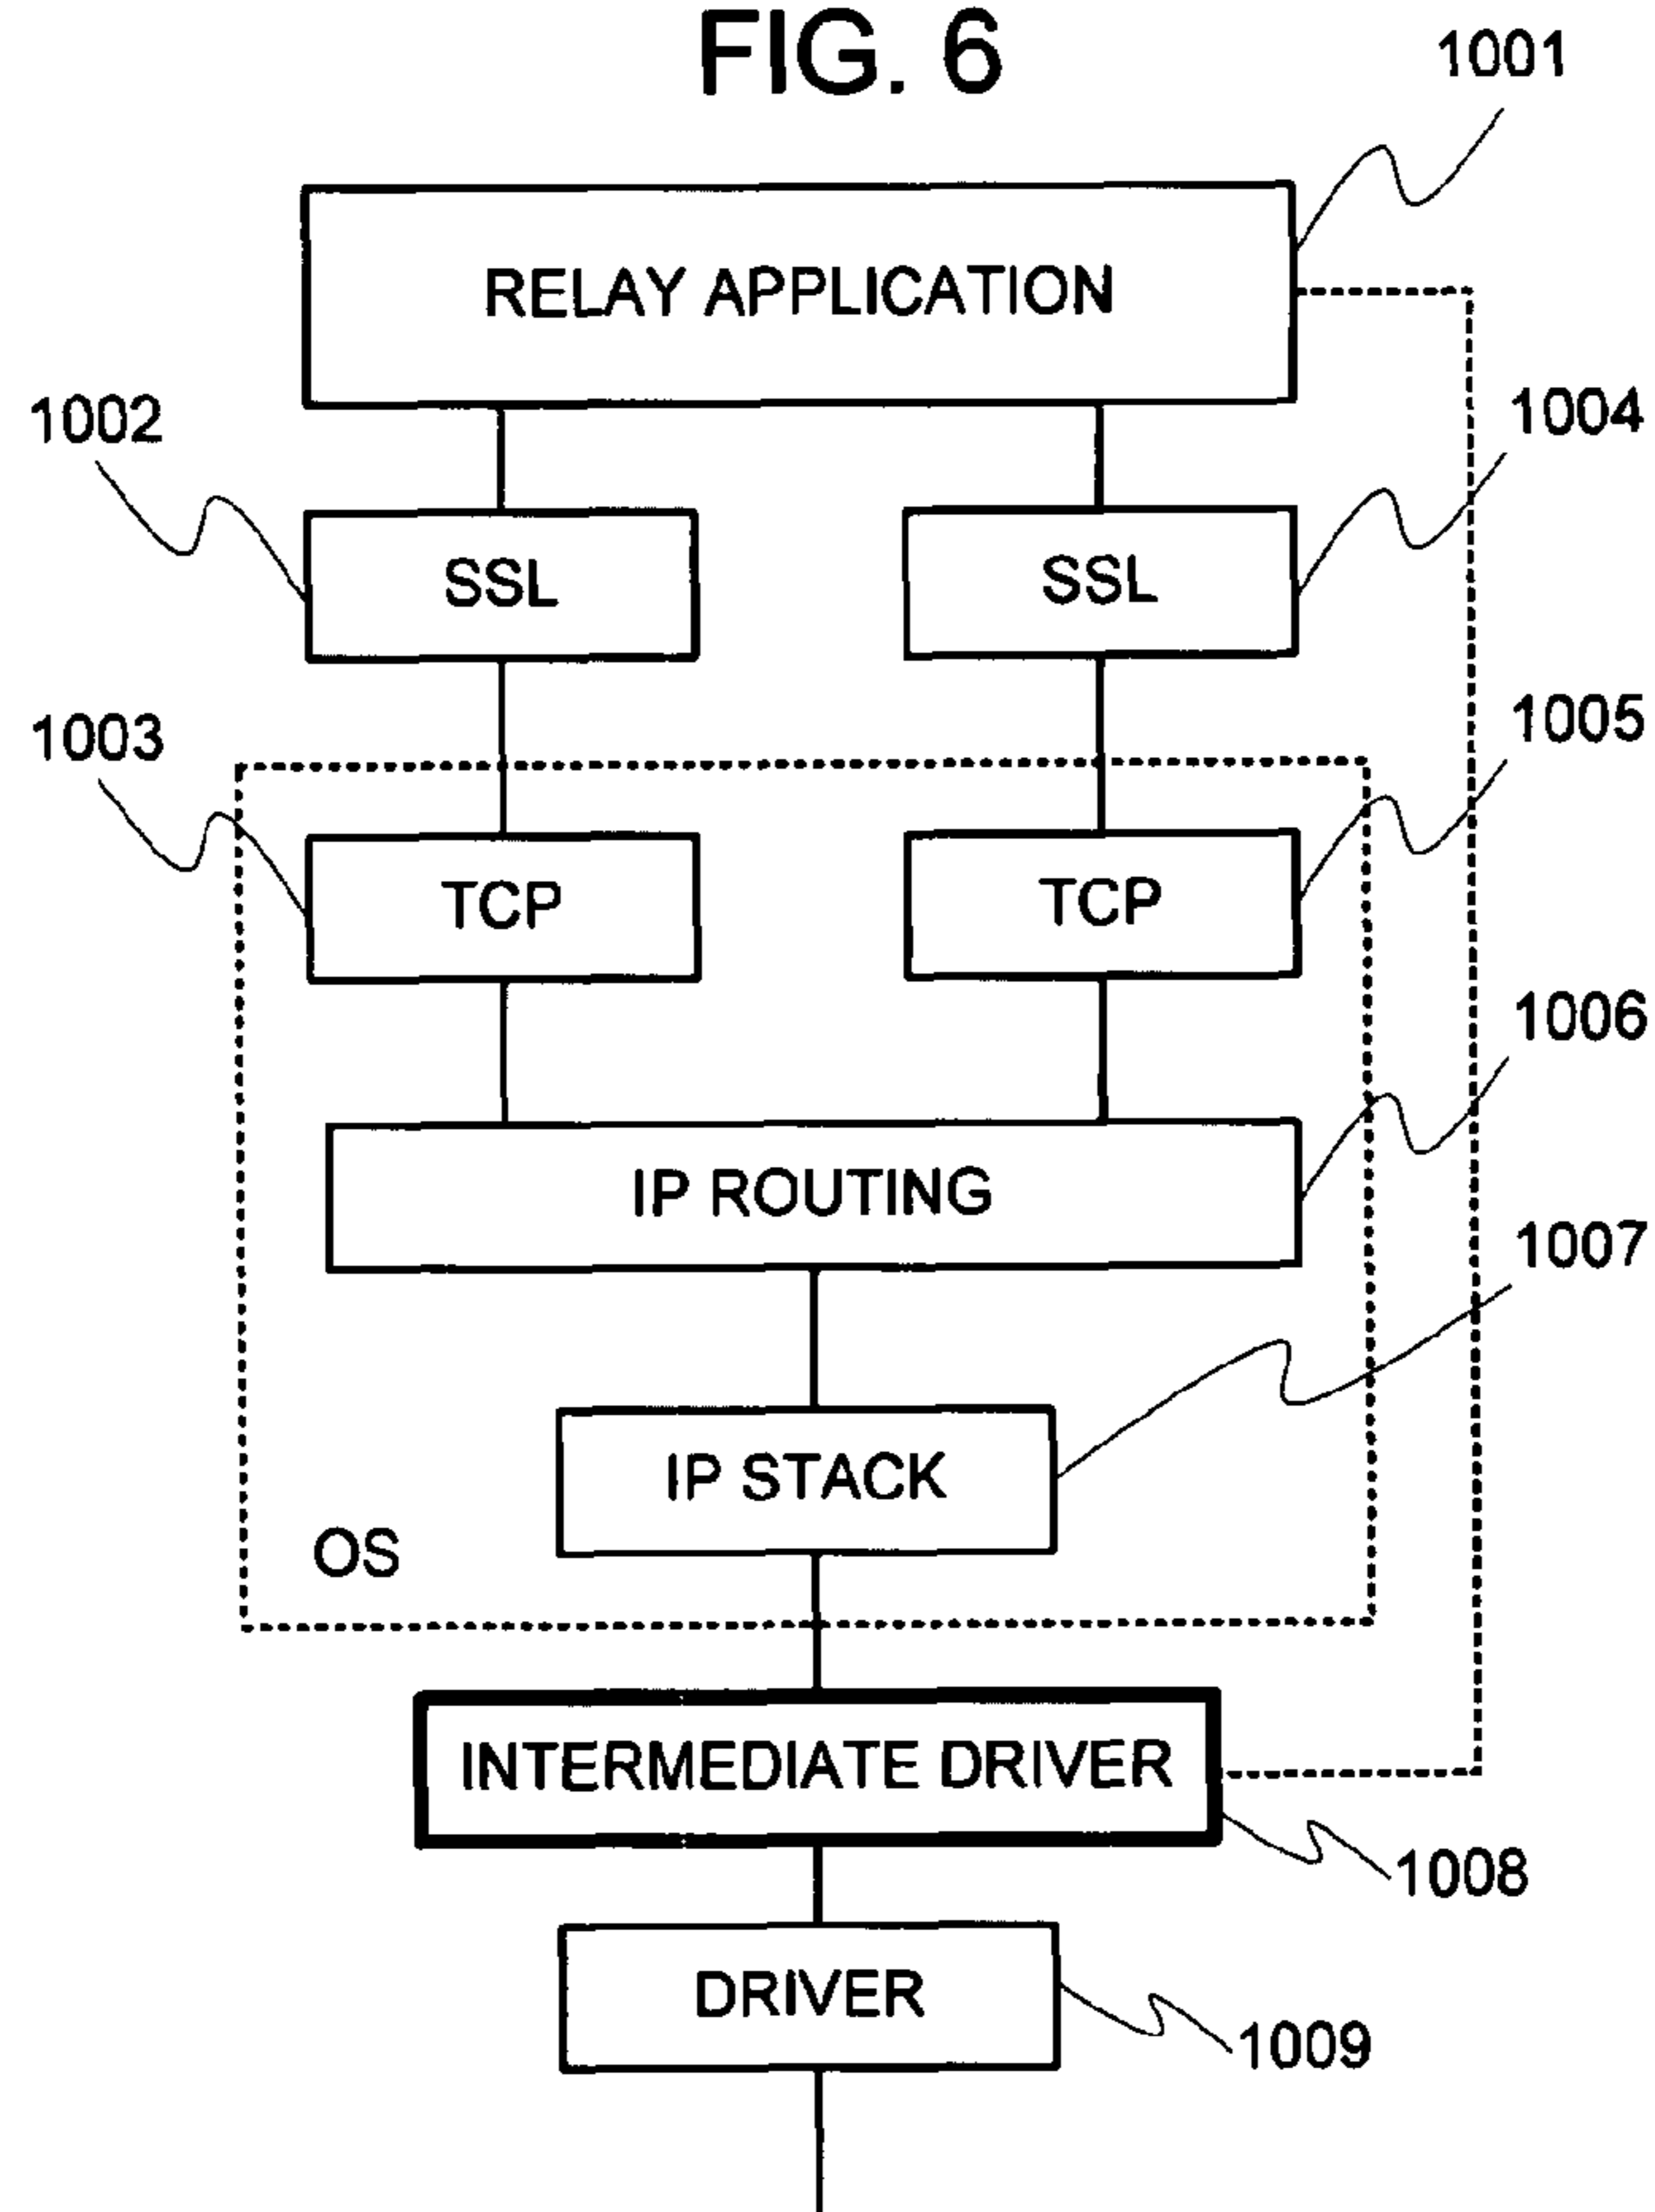 FIG. 6
1001
RELAY APPLICATION
1002
1004
SSL
SSL
1003
1005
TCP
TCP
1006
IP ROUTING
1007
IP STACK
OS
INTERMEDIATE DRIVER
1008
DRIVER
1009